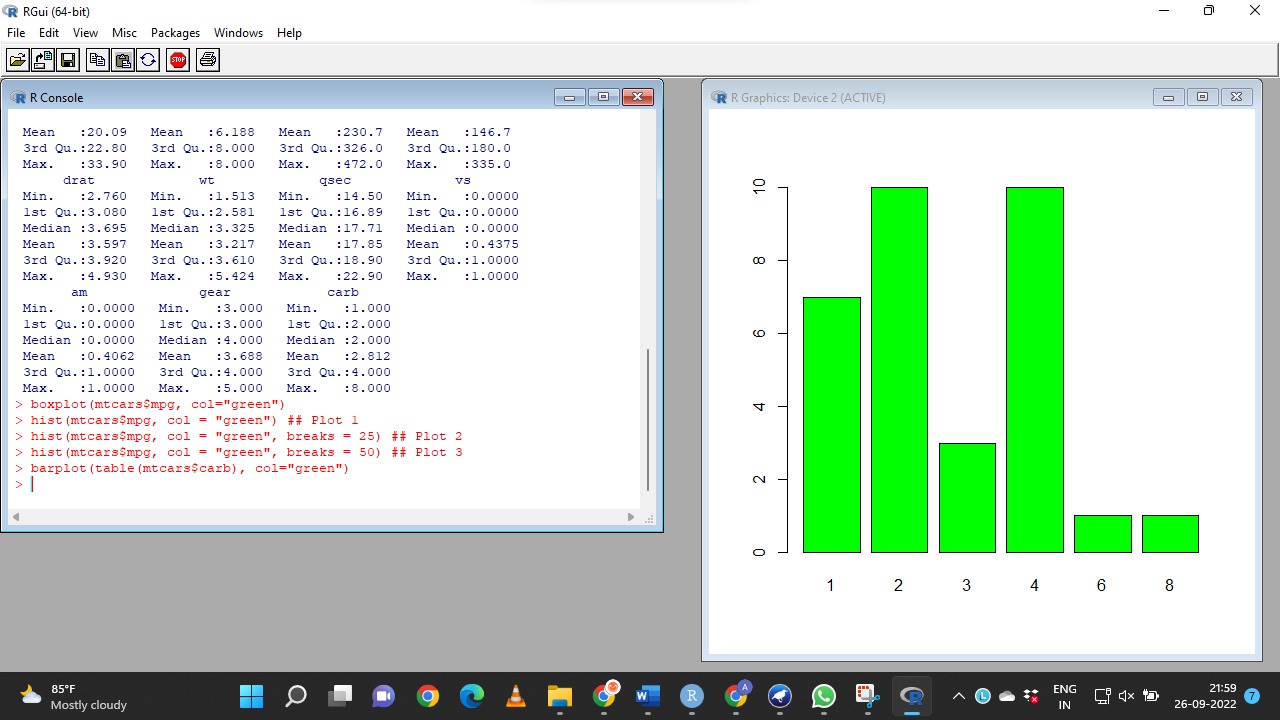 RGui (64-bit)
File Edit View Misc Packages Windows Help
STOP
R Console
Mean   :20.09   Mean   :6.188   Mean   :230.7   Mean   :146.7
3rd Qu.:22.80   3rd Qu.:8.000   3rd Qu.:326.0   3rd Qu.:180.0
Max.   :33.90   Max.   :8.000   Max.   :472.0   Max.   :335.0
drat             wt             qsec             vs
Min.   :2.760   Min.   :1.513   Min.   :14.50   Min.   :0.0000
1st Qu.:3.080   1st Qu.:2.581   1st Qu.:16.89   1st Qu.:0.0000
Median :3.695   Median :3.325   Median :17.71   Median :0.0000
Mean   :3.597   Mean   :3.217   Mean   :17.85   Mean   :0.4375
3rd Qu.:3.920   3rd Qu.:3.610   3rd Qu.:18.90   3rd Qu.:1.0000
Max.   :4.930   Max.   :5.424   Max.   :22.90   Max.   :1.0000
am              gear            carb
Min.   :0.0000   Min.   :3.000   Min.   :1.000
1st Qu.:0.0000   1st Qu.:3.000   1st Qu.:2.000
Median :0.0000   Median :4.000   Median :2.000
Mean   :0.4062   Mean   :3.688   Mean   :2.812
3rd Qu.:1.0000   3rd Qu.:4.000   3rd Qu.:4.000
Max.   :1.0000   Max.   :5.000   Max.   :8.000
> boxplot(mtcars$mpg, col="green")
> hist(mtcars$mpg, col = "green") ## Plot 1
> hist(mtcars$mpg, col = "green", breaks = 25) ## Plot 2
> hist(mtcars$mpg, col = "green", breaks = 50) ## Plot 3
> barplot(table(mtcars$carb), col="green")
>
R Graphics: Device 2 (ACTIVE)
10
8
6
4
2
0
1 2 3 4 6 8
85°F
Mostly cloudy
ENG
IN
21:59
26-09-2022
7